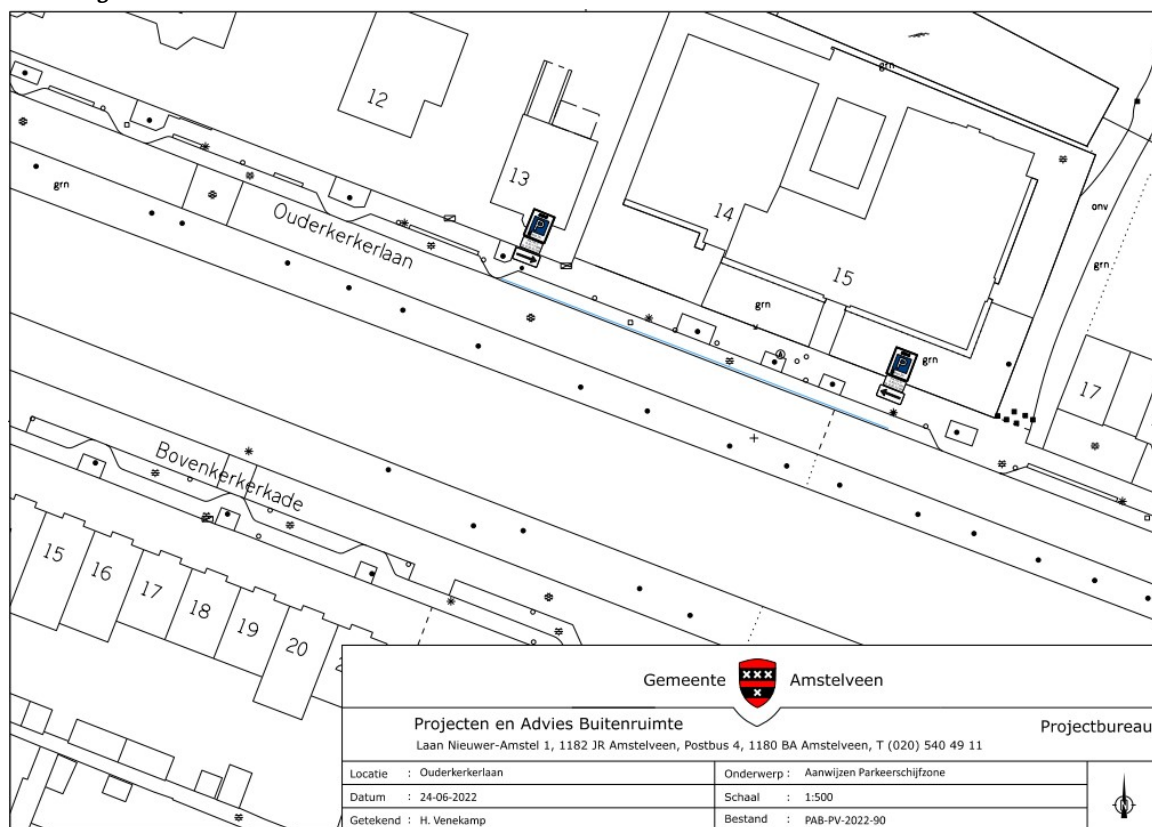 12
grn
13
14
onv
grn
grn
Ouderkerkerlaan
15
grn
P
grn
P
17
Bovenkerkerkade
15
16
17
18
19
20
Gemeente Amstelveen
Projecten en Advies Buitenruimte Projectbureau
Laan Nieuwer-Amstel 1, 1182 JR Amstelveen, Postbus 4, 1180 BA Amstelveen, T (020) 540 49 11
Locatie : Ouderkerkerlaan Onderwerp : Aanwijzen Parkeerschijfzone
Datum : 24-06-2022 Schaal : 1:500
Getekend : H. Venekamp Bestand : PAB-PV-2022-90
N